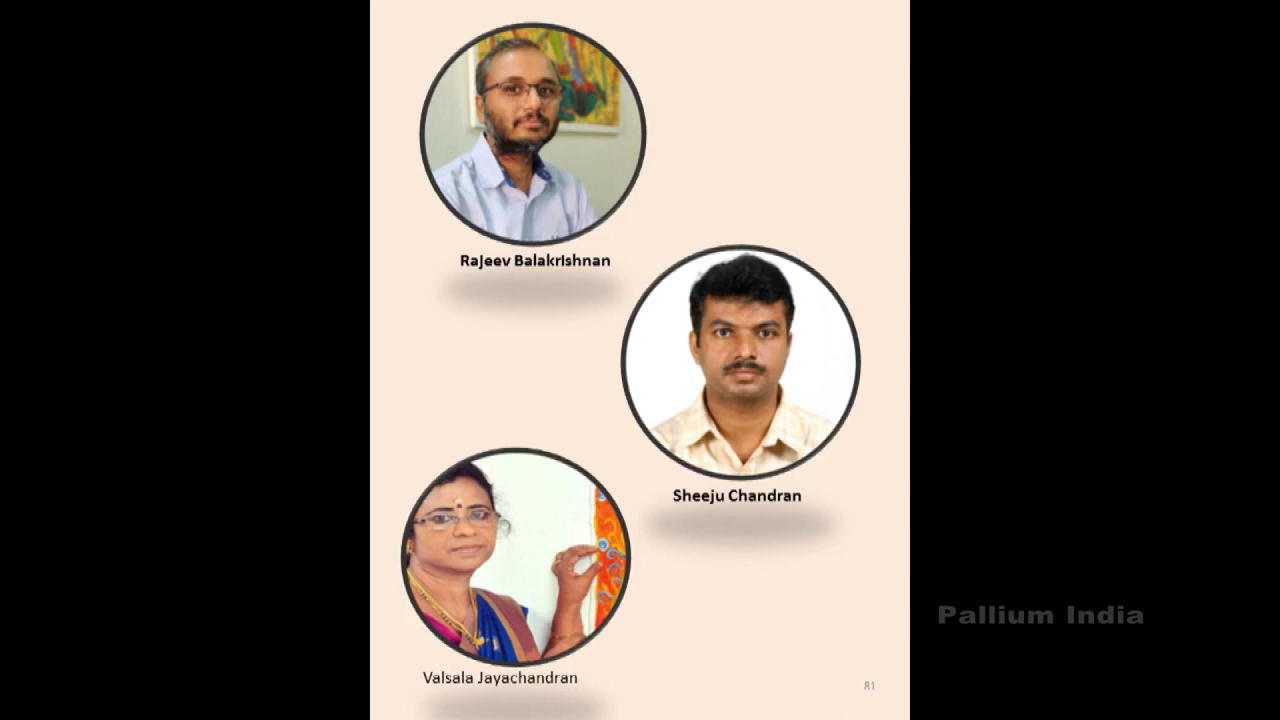 Rajeev Balakrishnan
Sheeju Chandran
Pallium India
Valsala Jayachandran
81